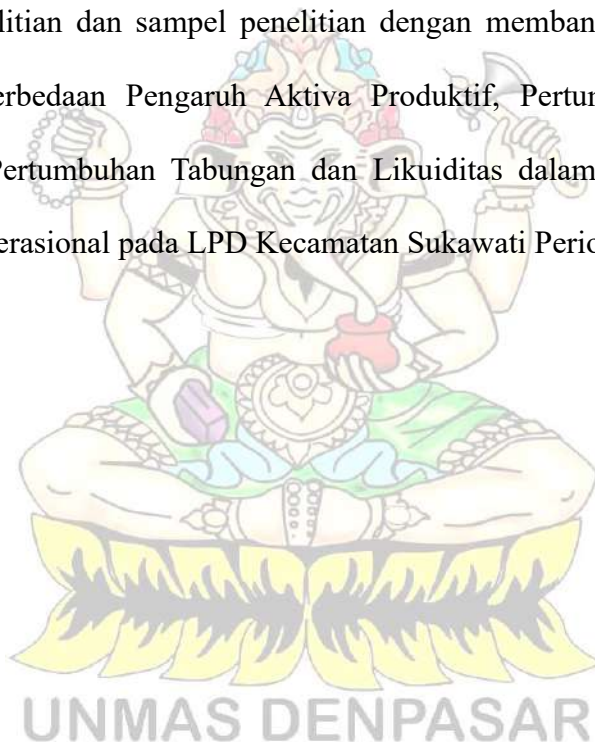 litian dan sampel penelitian dengan memban
erbedaan Pengaruh Aktiva Produktif, Pertur
Pertumbuhan Tabungan dan Likuiditas dalam
erasional pada LPD Kecamatan Sukawati Perio
UNMAS DENPASAR